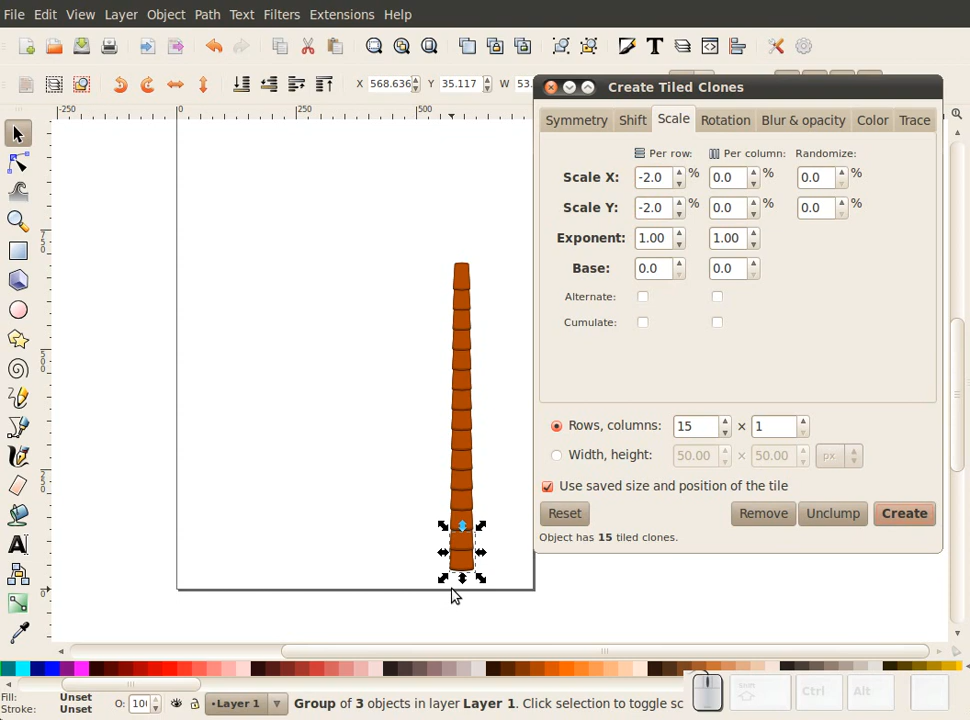 File Edit View Layer Object Path Text Filters Extensions Help
X 568.636 Y 35.117 W 53.
Create Tiled Clones
-250 0 250 500
Symmetry Shift Scale Rotation Blur & opacity Color Trace
Per row: Per column: Randomize:
Scale X: -2.0 % 0.0 % 0.0 %
Scale Y: -2.0 % 0.0 % 0.0 %
Exponent: 1.00 1.00
Base: 0.0 0.0
Alternate:
Cumulate:
Rows, columns: 15 × 1
Width, height: 50.00 × 50.00 px
Use saved size and position of the tile
Reset Remove Unclump Create
Object has 15 tiled clones.
750
500
250
0
Fill: Unset
Stroke: Unset
O: 10 •Layer 1 Group of 3 objects in layer Layer 1. Click selection to toggle sc
Shift Ctrl Alt